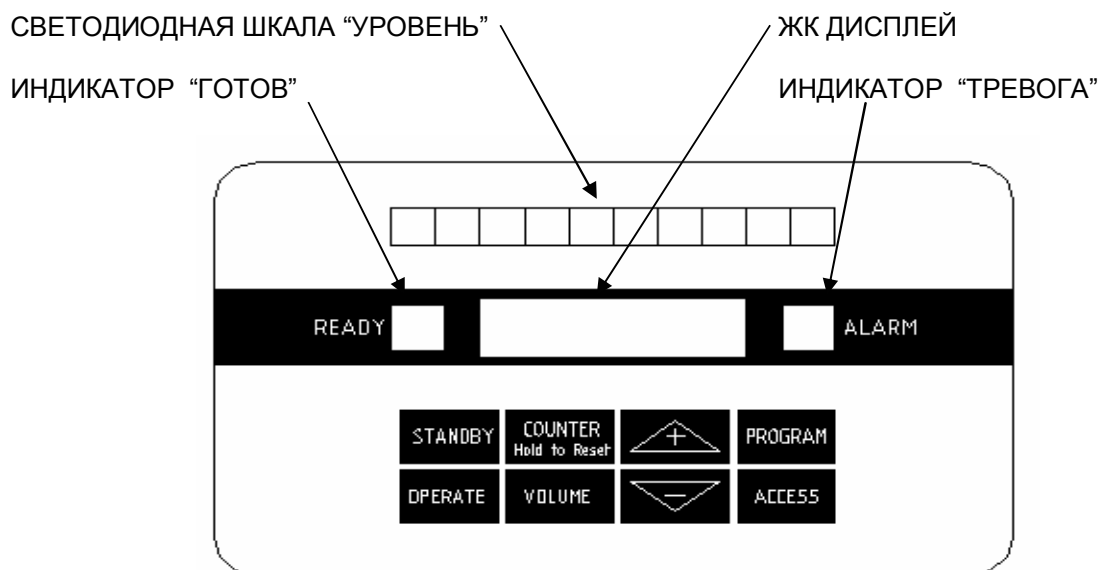 СВЕТОДИОДНАЯ ШКАЛА “УРОВЕНЬ”
ЖК ДИСПЛЕЙ
ИНДИКАТОР “ГОТОВ”
ИНДИКАТОР “ТРЕВОГА”
READY
ALARM
STANDBY
COUNTER
Hold to Reset
+
PROGRAM
OPERATE
VOLUME
−
ACCESS